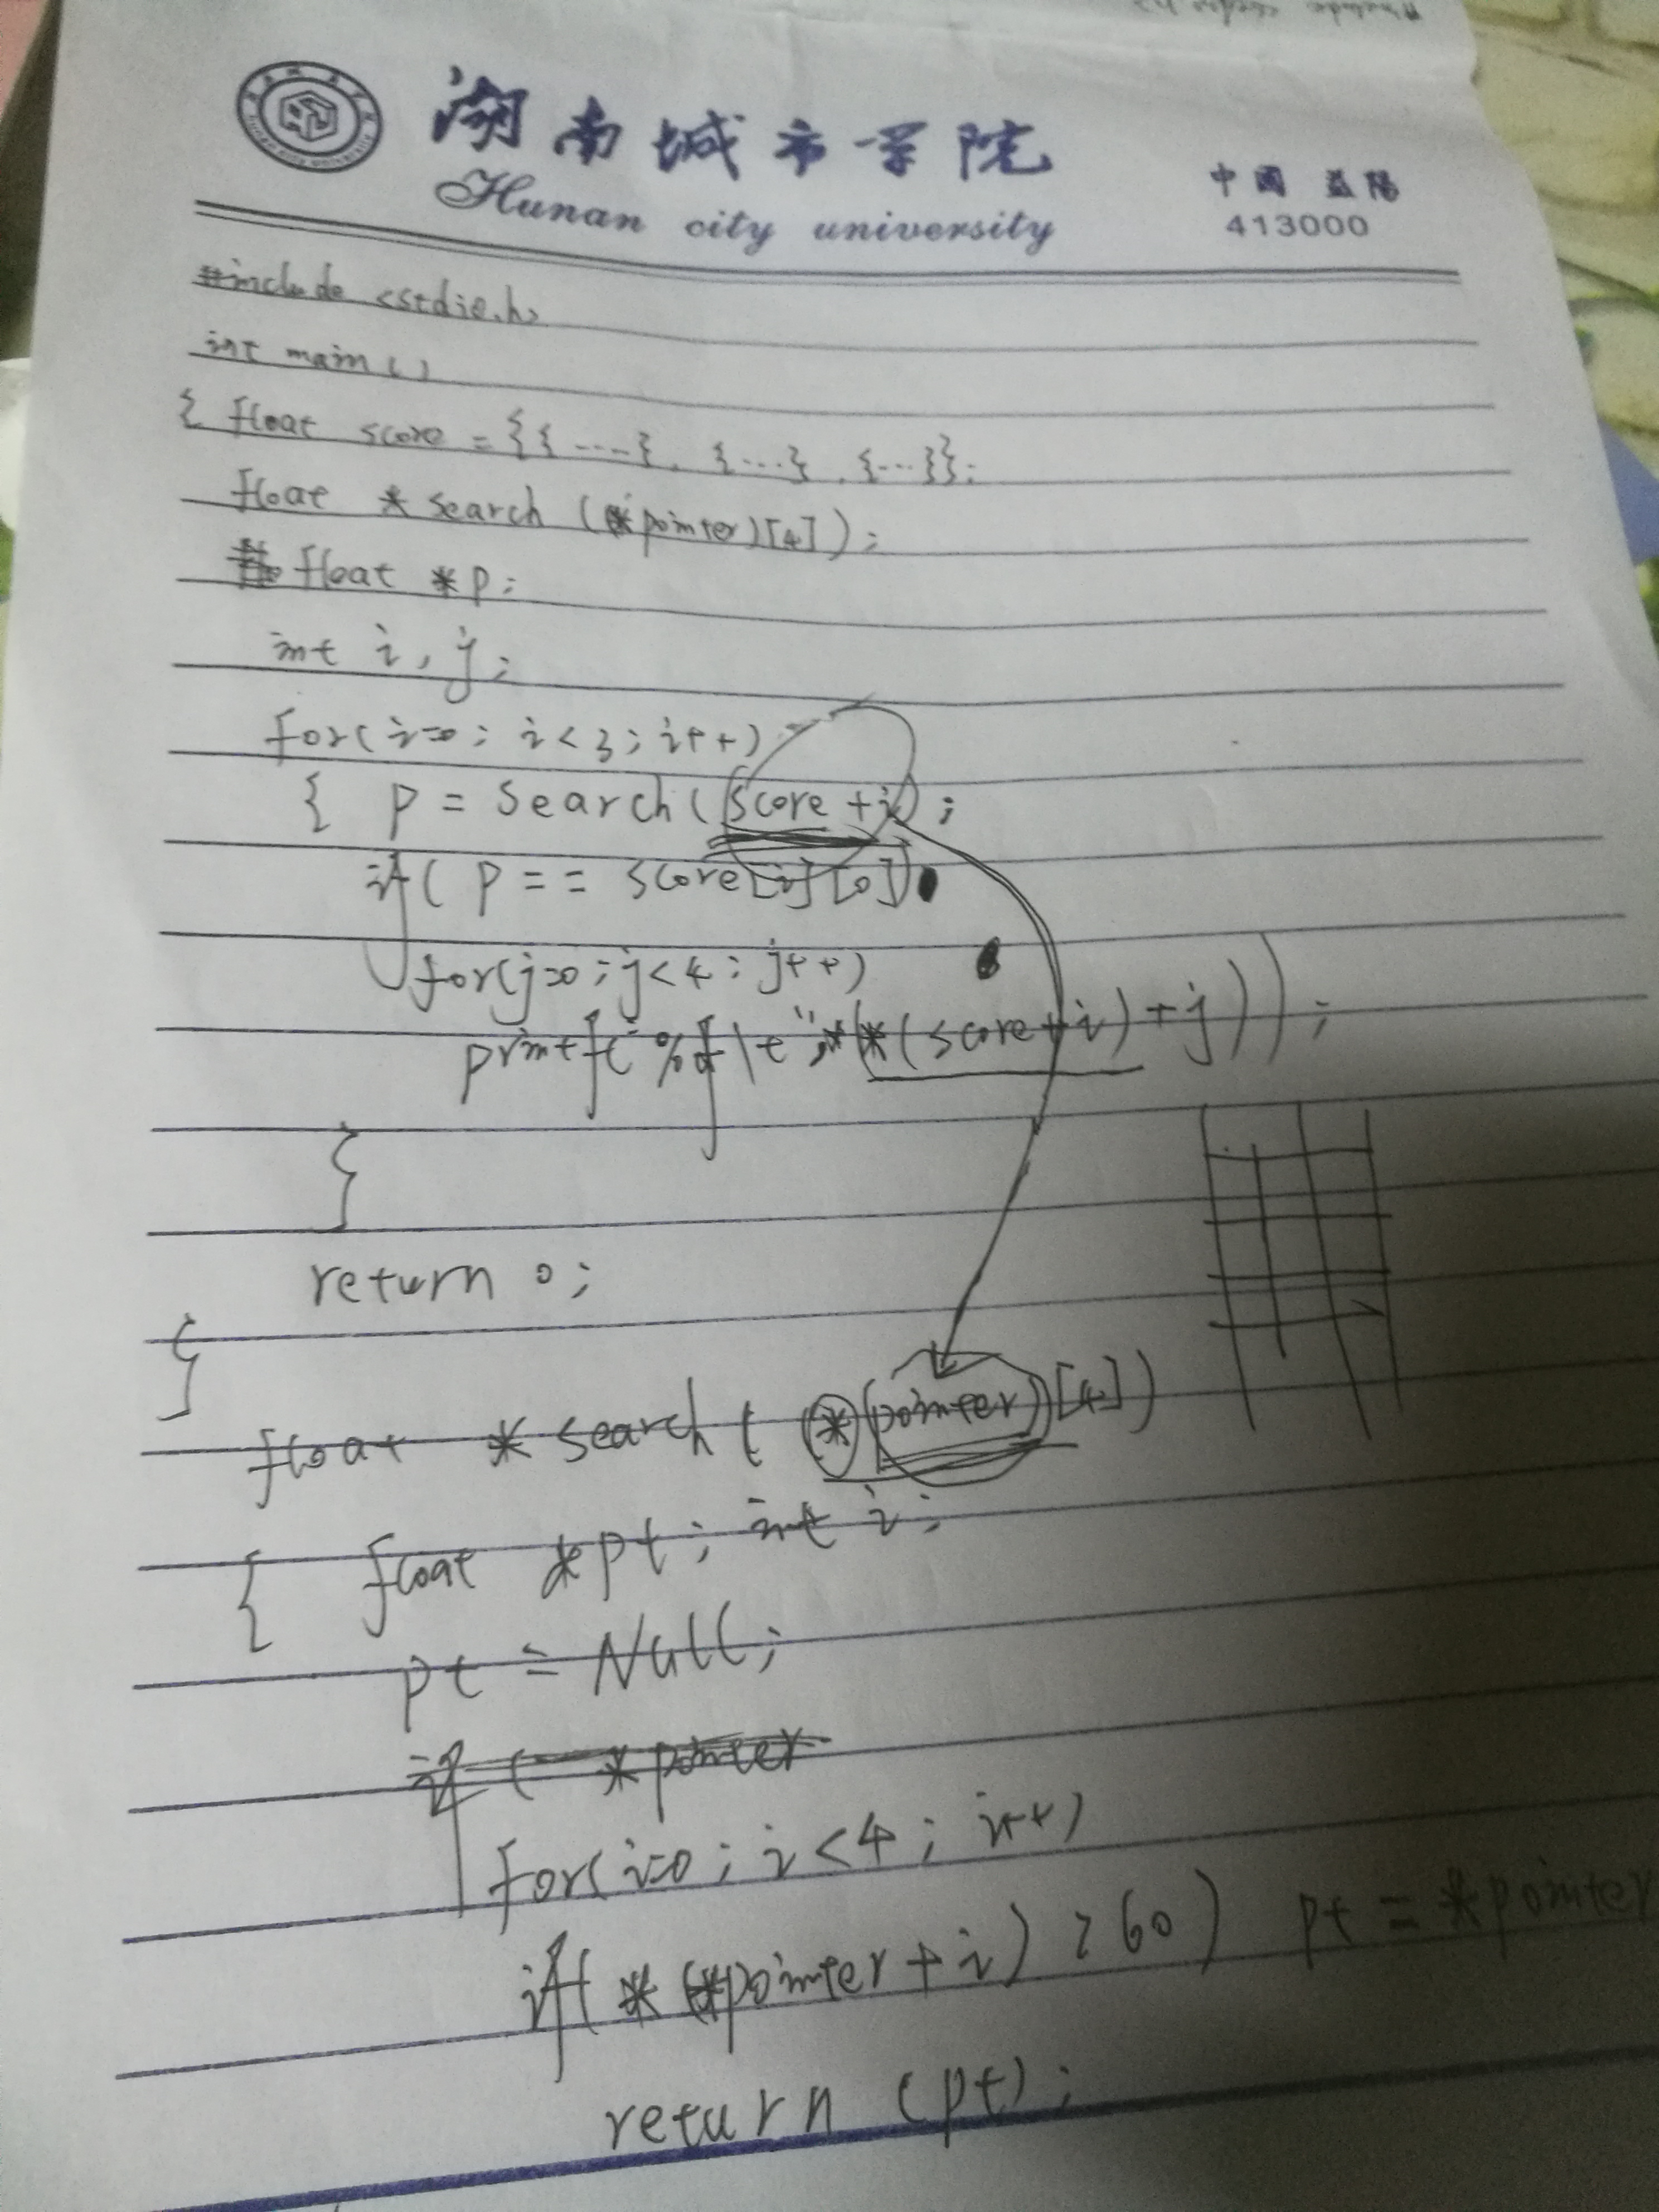 湖南城市学院
Hunan city university
中国 益阳
413000
#include <stdio.h>
int main()
{ float score = {{ ....}, {...}, {...}};
float *search (*pointer)[4]);
float *p;
int i, j;
for(i=0; i<3; i++)
{ p = search (score +i);
if( p == score[i][0])
for(j=0; j<4; j++)
printf("%f\t",*(*(score+i)+j));
}
return 0;
}
float *search ( (*(pointer)[4])
{ float *pt; int i;
pt = Null;
if ( *pointer
for(i=0; i<4; i++)
if( *(*pointer+i) >60) pt = *pointer
return (pt);